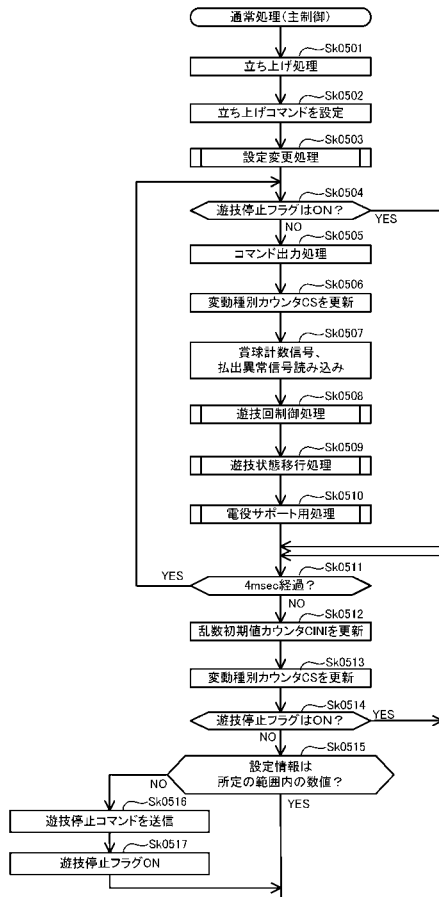 通常処理(主制御)
Sk0501
立ち上げ処理
Sk0502
立ち上げコマンドを設定
Sk0503
設定変更処理
Sk0504
遊技停止フラグはON?
YES
NO
Sk0505
コマンド出力処理
Sk0506
変動種別カウンタCSを更新
Sk0507
賞球計数信号、
払出異常信号読み込み
Sk0508
遊技回制御処理
Sk0509
遊技状態移行処理
Sk0510
電役サポート用処理
Sk0511
YES
4msec経過?
NO
Sk0512
乱数初期値カウンタCINIを更新
Sk0513
変動種別カウンタCSを更新
Sk0514
遊技停止フラグはON?
YES
NO
Sk0515
設定情報は
所定の範囲内の数値?
NO
YES
Sk0516
遊技停止コマンドを送信
Sk0517
遊技停止フラグON